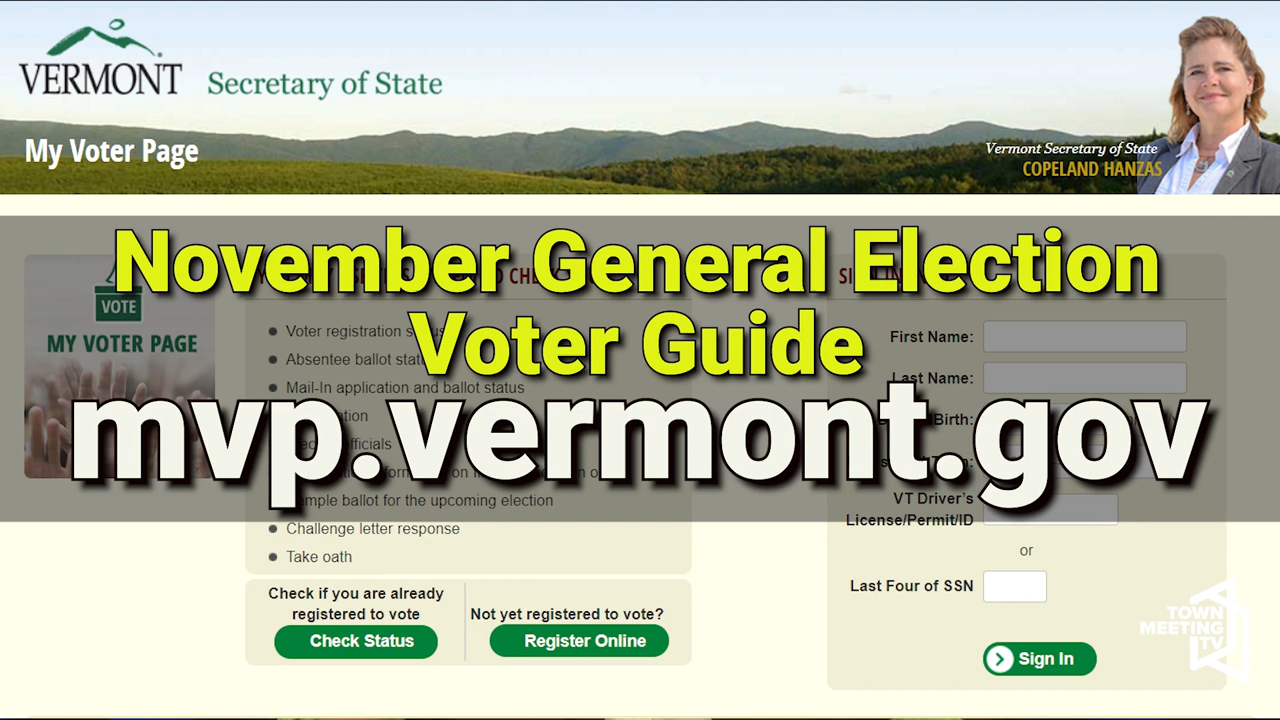 VERMONT
Secretary of State
My Voter Page
Vermont Secretary of State
COPELAND HANZAS
November General Election
Voter Guide
mvp.vermont.gov
VOTE
MY VOTER PAGE
Voter registration
Absentee ballot
Mail-In application and ballot status
ballot for the upcoming election
Challenge letter response
Take oath
Check if you are already
registered to vote
Check Status
Not yet registered to vote?
Register Online
First Name:
Last Name:
Birth:
VT Driver's
License/Permit/ID
or
Last Four of SSN
Sign In
TOWN
MEETING
TV